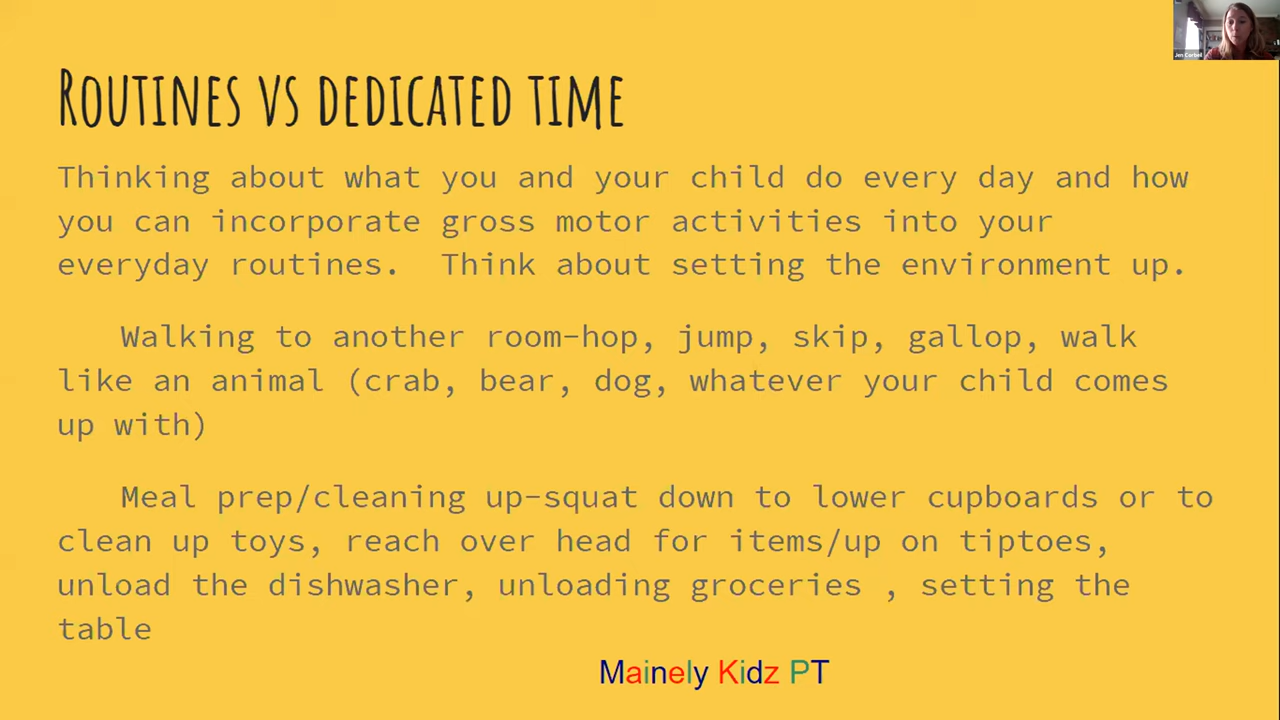 ROUTINES VS DEDICATED TIME
Thinking about what you and your child do every day and how
you can incorporate gross motor activities into your
everyday routines.  Think about setting the environment up.
Walking to another room-hop, jump, skip, gallop, walk
like an animal (crab, bear, dog, whatever your child comes
up with)
Meal prep/cleaning up-squat down to lower cupboards or to
clean up toys, reach over head for items/up on tiptoes,
unload the dishwasher, unloading groceries , setting the
table
Mainely Kidz PT
Jen Corbeil